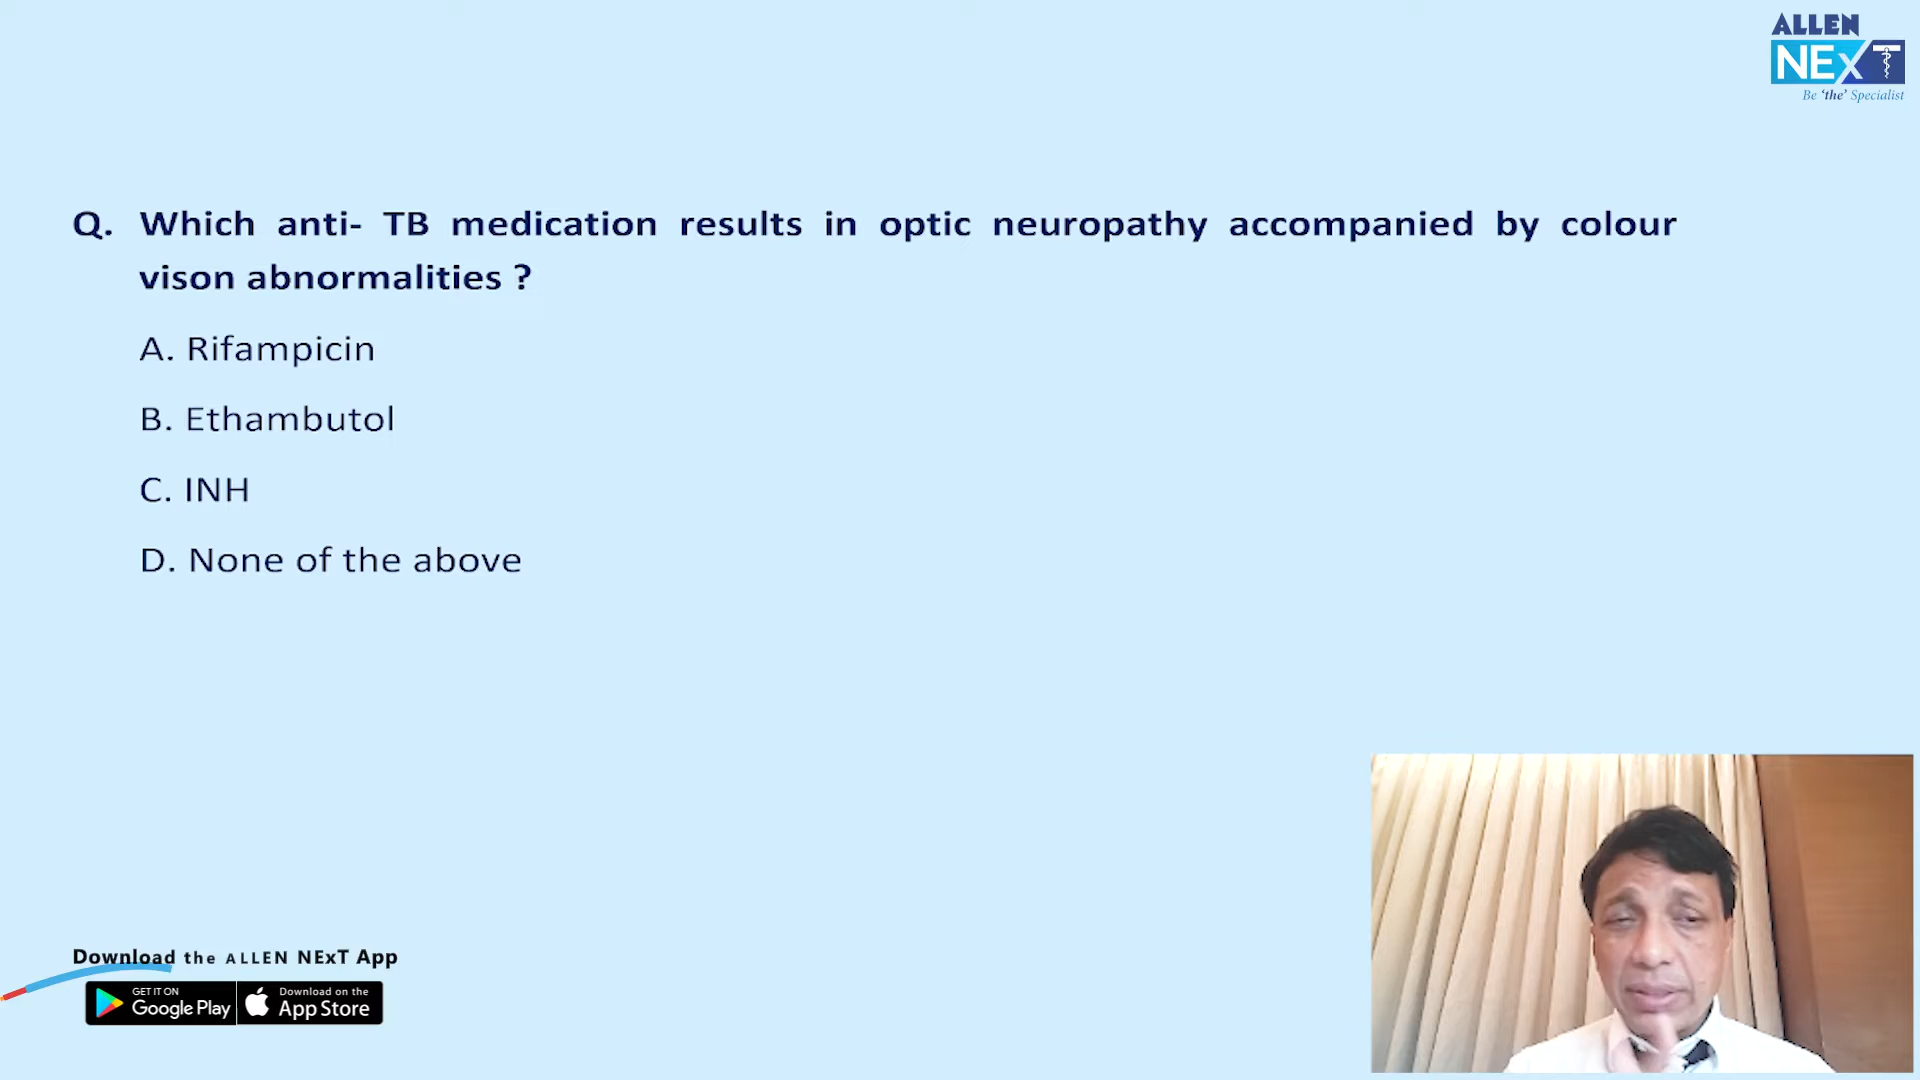 ALLEN
NExT
Be 'the' Specialist
Q. Which anti- TB medication results in optic neuropathy accompanied by colour
vison abnormalities ?
A. Rifampicin
B. Ethambutol
C. INH
D. None of the above
Download the ALLEN NExT App
GET IT ON
Google Play
Download on the
App Store